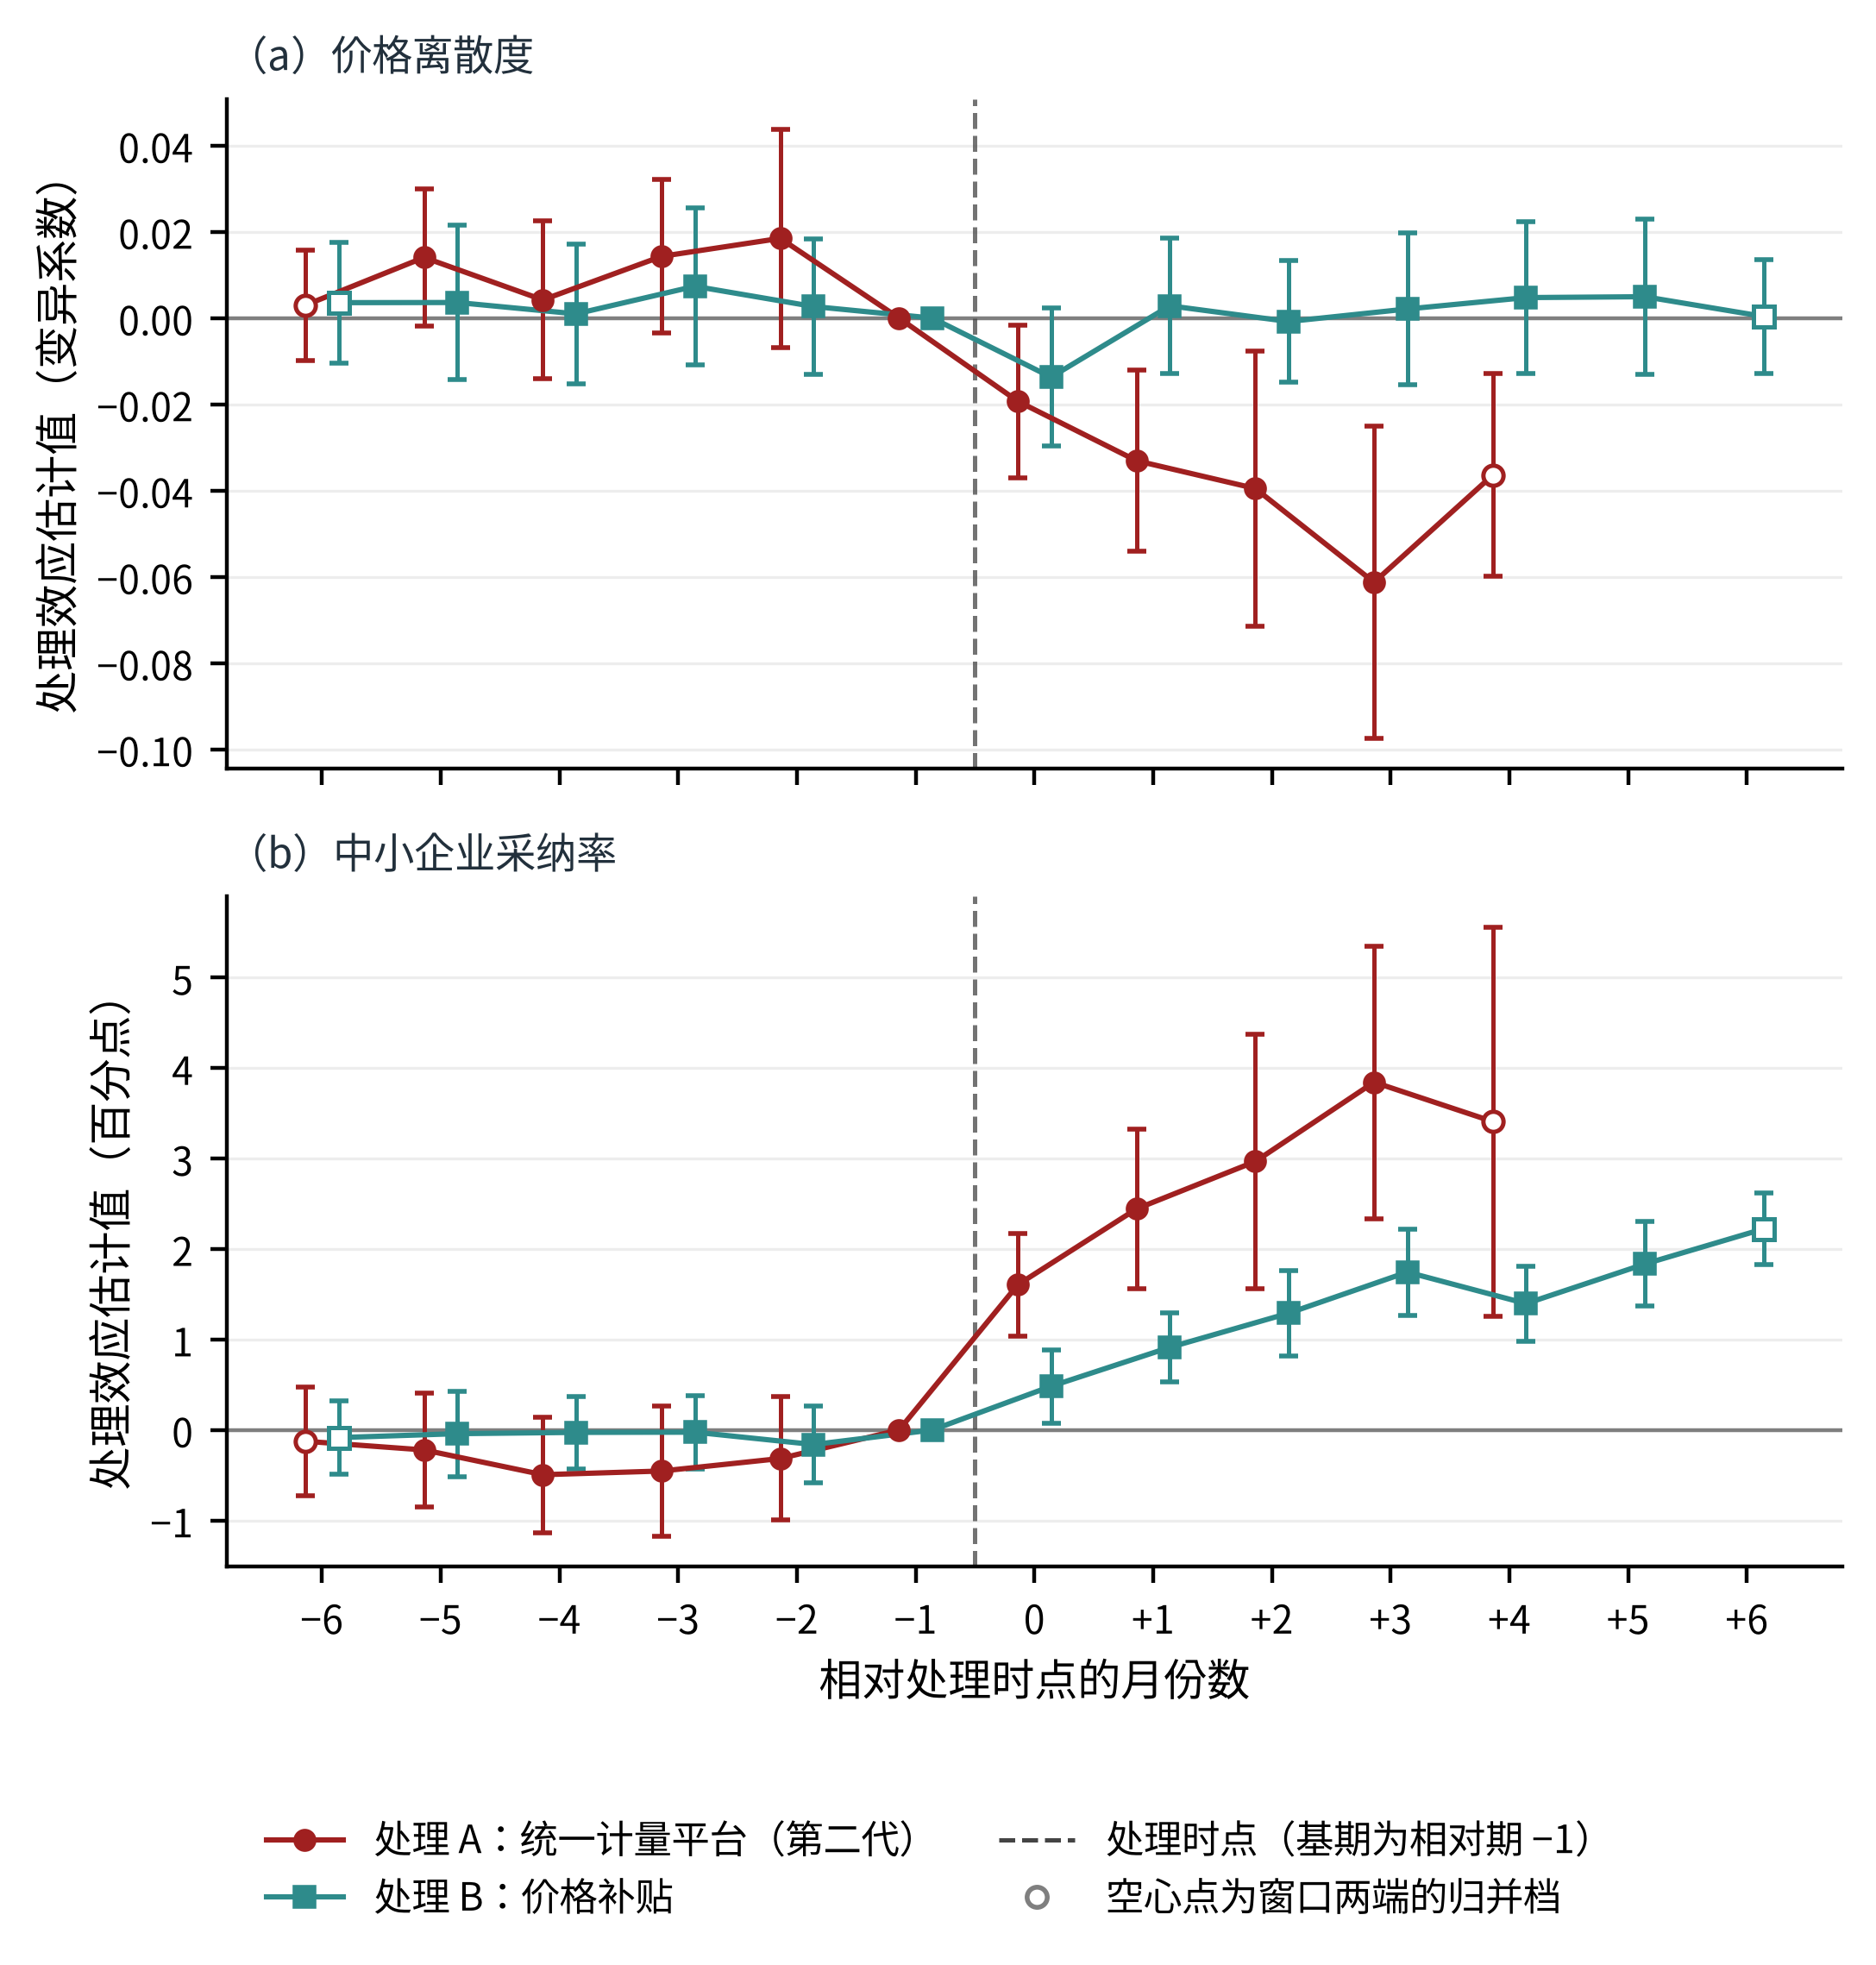 （a）价格离散度
处理效应估计值（变异系数）
0.04
0.02
0.00
−0.02
−0.04
−0.06
−0.08
−0.10
（b）中小企业采纳率
处理效应估计值（百分点）
5
4
3
2
1
0
−1
−6 −5 −4 −3 −2 −1 0 +1 +2 +3 +4 +5 +6
相对处理时点的月份数
处理 A：统一计量平台（第二代）
处理 B：价格补贴
处理时点（基期为相对期 −1）
空心点为窗口两端的归并档